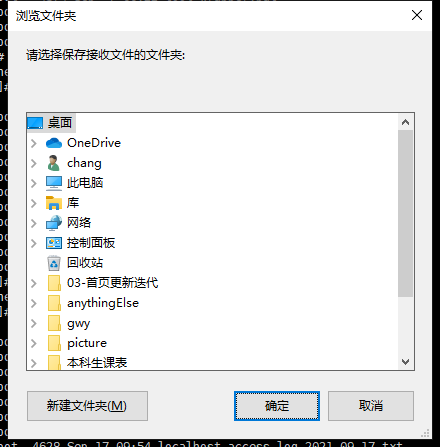 浏览文件夹
请选择保存接收文件的文件夹:
桌面
OneDrive
chang
此电脑
库
网络
控制面板
回收站
03-首页更新迭代
anythingElse
gwy
picture
本科生课表
新建文件夹(M)
确定
取消
4628 Sep 17 09:54 localhost_access_log.2021-09-17.txt